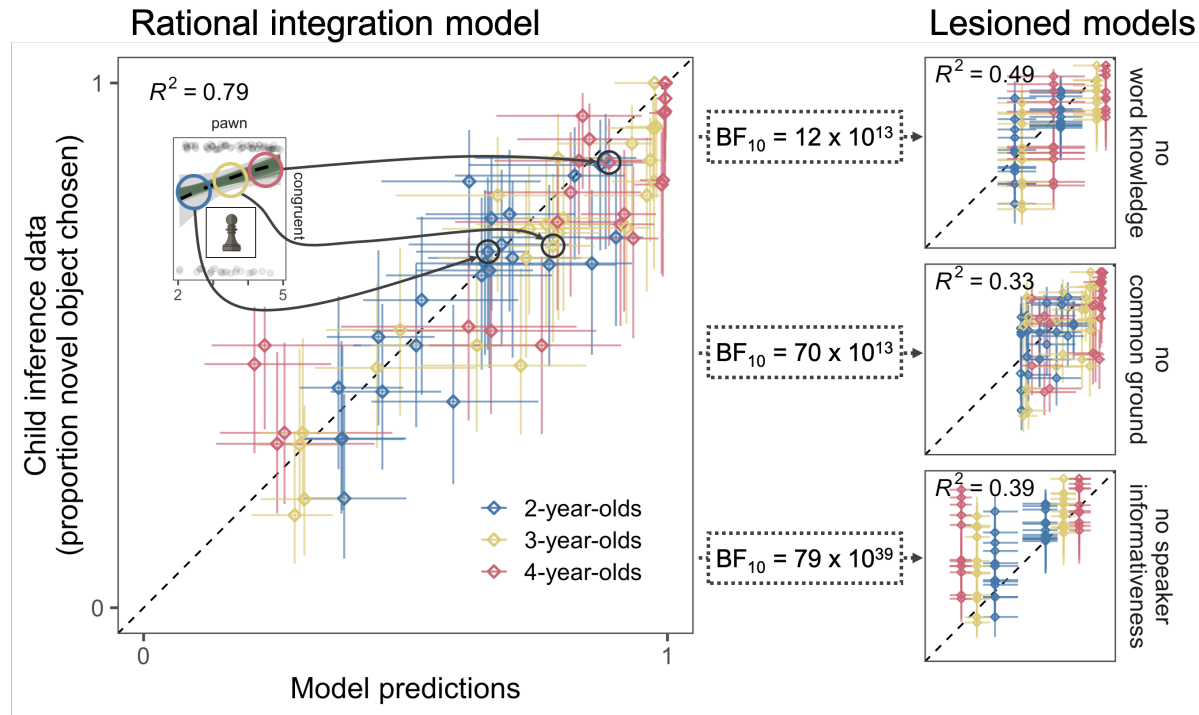 Rational integration model
Lesioned models
Child inference data
(proportion novel object chosen)
1
0
R² = 0.79
pawn
congruent
2
5
2-year-olds
3-year-olds
4-year-olds
0
1
Model predictions
BF₁₀ = 12 x 10¹³
R² = 0.49
no
word knowledge
BF₁₀ = 70 x 10¹³
R² = 0.33
no
common ground
BF₁₀ = 79 x 10³⁹
R² = 0.39
no speaker
informativeness